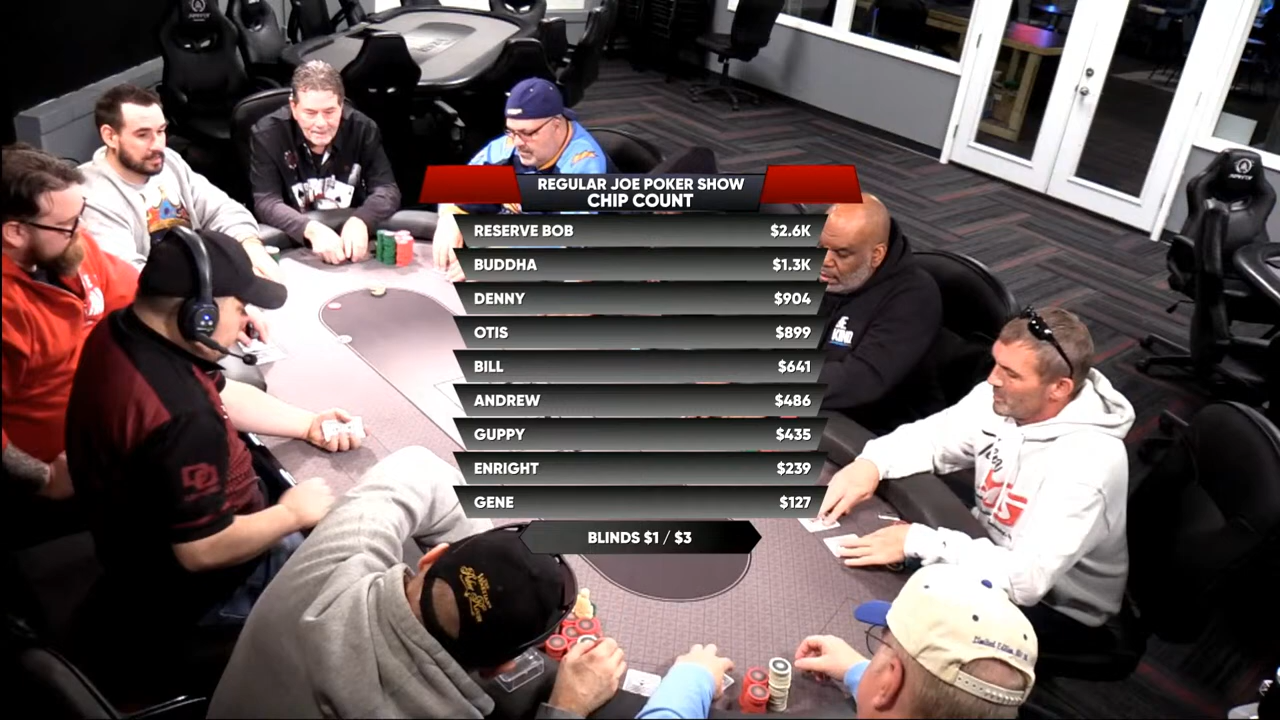 REGULAR JOE POKER SHOW
CHIP COUNT
RESERVE BOB $2.6K
BUDDHA $1.3K
DENNY $904
OTIS $899
BILL $641
ANDREW $486
GUPPY $435
ENRIGHT $239
GENE $127
BLINDS $1 / $3